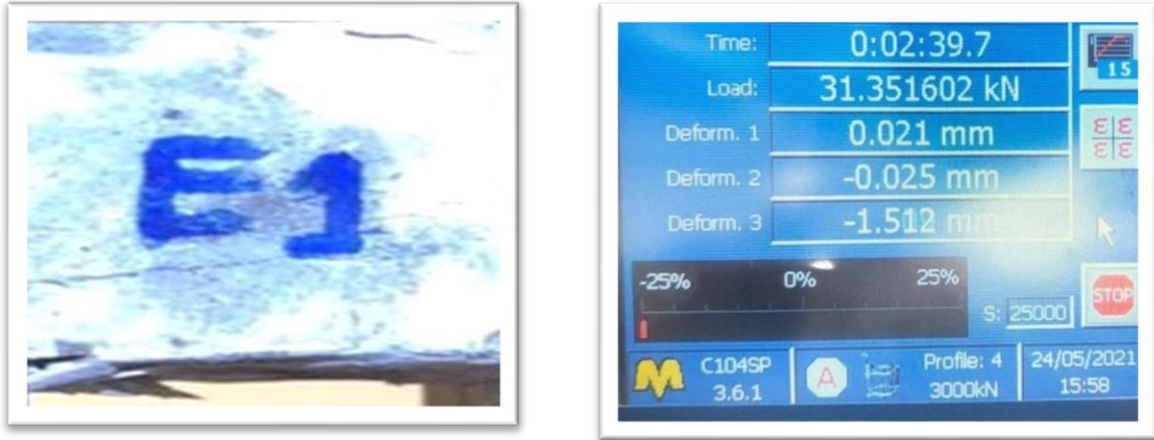 E1
Time: 0:02:39.7
Load: 31.351602 kN
Deform. 1 0.021 mm
Deform. 2 -0.025 mm
Deform. 3 -1.512 mm
-25% 0% 25%
S: 25000
STOP
15
ε ε
ε ε
C104SP
3.6.1
A
Profile: 4
3000kN
24/05/2021
15:58